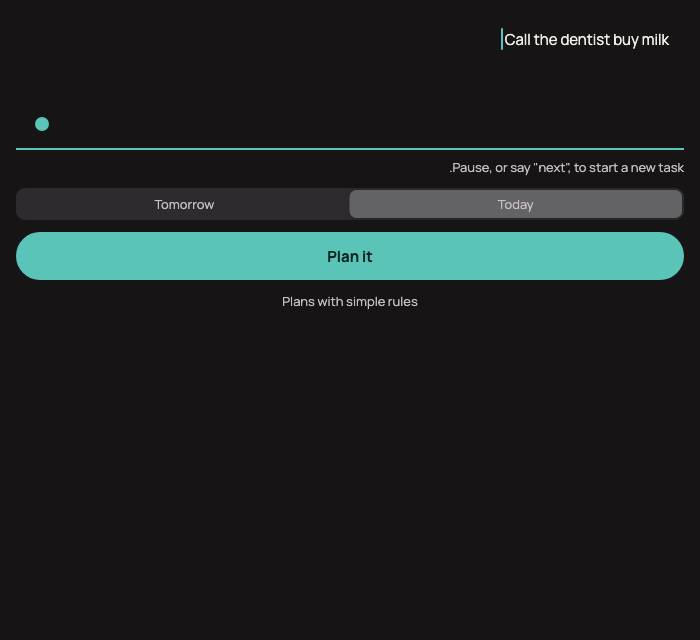 Call the dentist buy milk
.Pause, or say "next", to start a new task
Today
Tomorrow
Plan it
Plans with simple rules